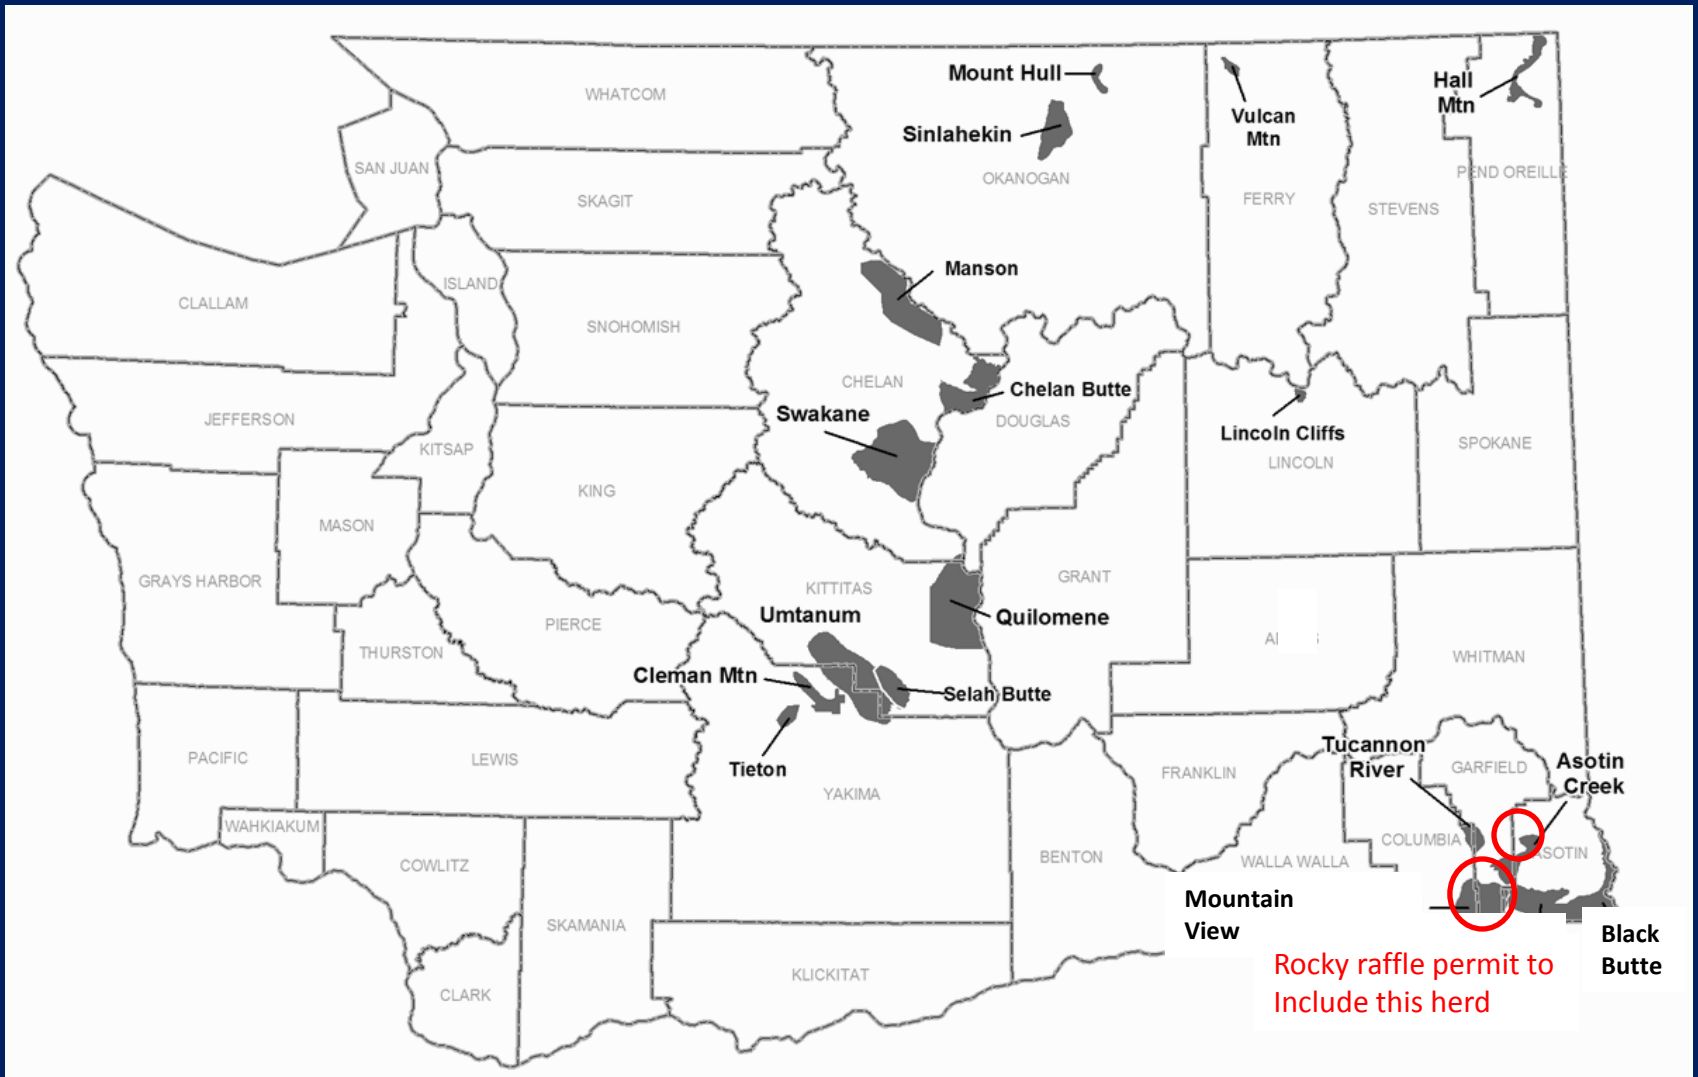 Mount Hull
Hall
Mtn
Vulcan
Mtn
WHATCOM
Sinlahekin
SAN JUAN
OKANOGAN
PEND OREILLE
SKAGIT
FERRY
STEVENS
Manson
ISLAND
CLALLAM
SNOHOMISH
CHELAN
Chelan Butte
Swakane
DOUGLAS
JEFFERSON
KITSAP
Lincoln Cliffs
LINCOLN
SPOKANE
KING
MASON
GRAYS HARBOR
KITTITAS
GRANT
Umtanum
Quilomene
PIERCE
THURSTON
WHITMAN
Cleman Mtn
Selah Butte
Tucannon
River
PACIFIC
LEWIS
Tieton
YAKIMA
FRANKLIN
GARFIELD
Asotin
Creek
WAHKIAKUM
COWLITZ
BENTON
WALLA WALLA
COLUMBIA
ASOTIN
Mountain
View
SKAMANIA
Black
Butte
KLICKITAT
CLARK
Rocky raffle permit to
Include this herd